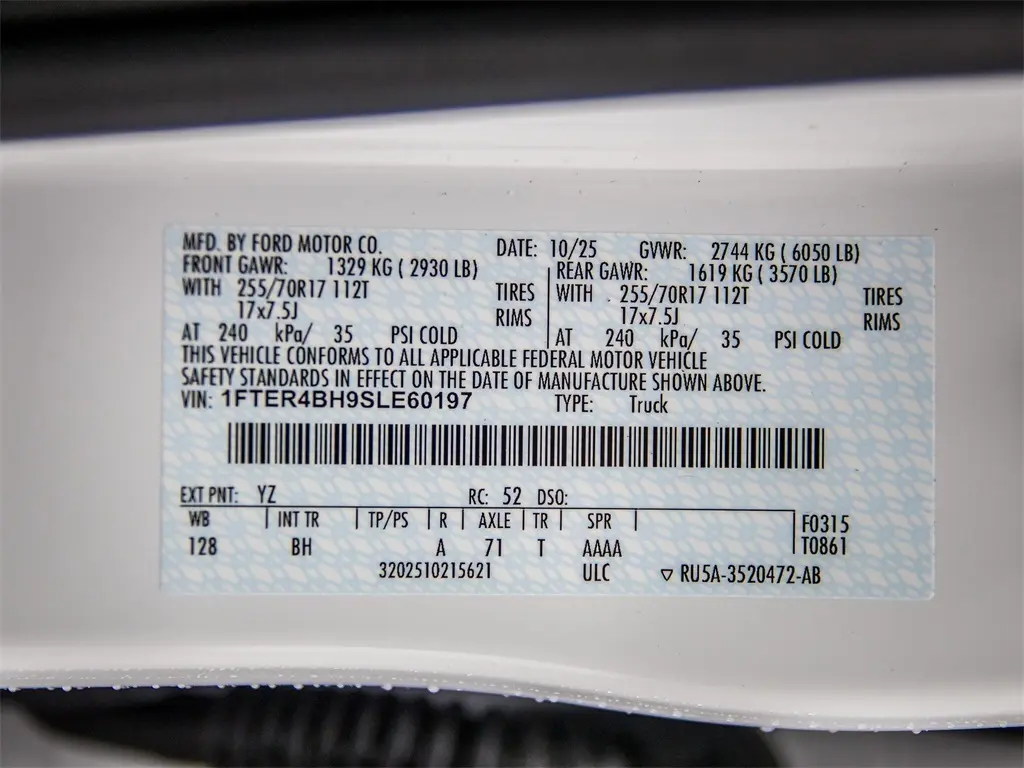 MFD. BY FORD MOTOR CO. DATE: 10/25 GVWR: 2744 KG ( 6050 LB)
FRONT GAWR: 1329 KG ( 2930 LB) REAR GAWR: 1619 KG ( 3570 LB)
WITH 255/70R17 112T TIRES WITH . 255/70R17 112T TIRES
17x7.5J RIMS 17x7.5J RIMS
AT 240 kPa/ 35 PSI COLD AT 240 kPa/ 35 PSI COLD
THIS VEHICLE CONFORMS TO ALL APPLICABLE FEDERAL MOTOR VEHICLE
SAFETY STANDARDS IN EFFECT ON THE DATE OF MANUFACTURE SHOWN ABOVE.
VIN: 1FTER4BH9SLE60197 TYPE: Truck
EXT PNT: YZ RC: 52 DSO:
WB INT TR TP/PS R AXLE TR SPR F0315
128 BH A 71 T AAAA T0861
3202510215621 ULC ▽ RU5A-3520472-AB